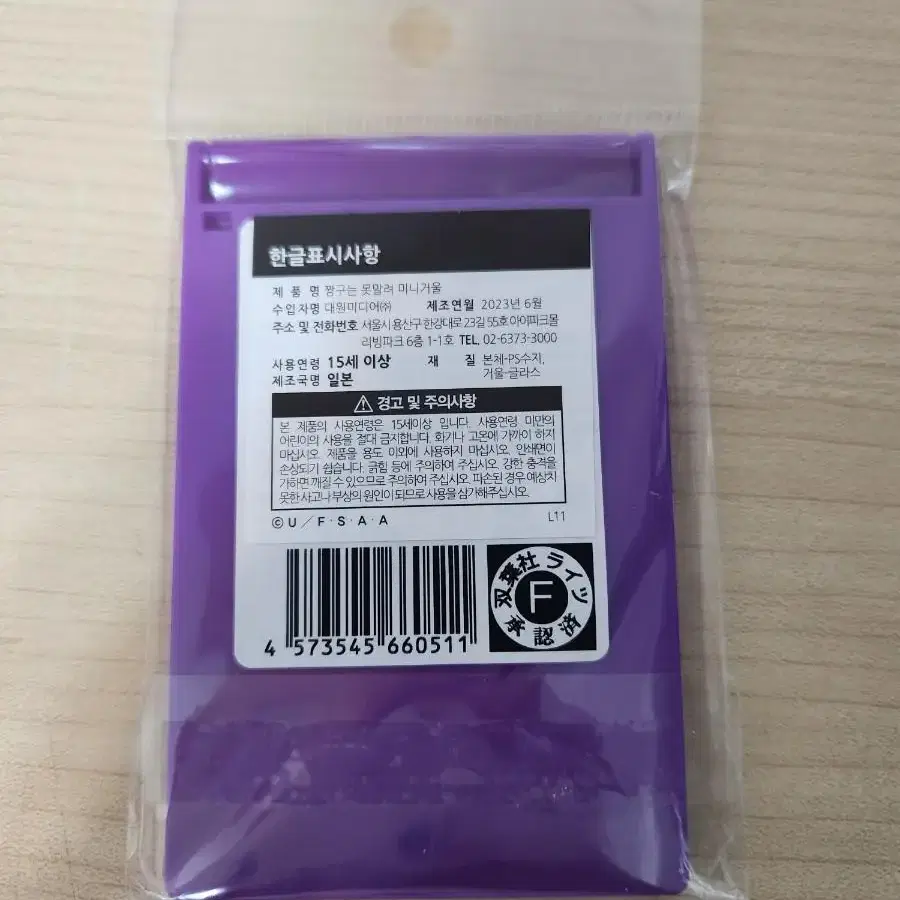 한글표시사항
제 품 명 짱구는 못말려 미니거울
수입자명 대원미디어㈜ 제조연월 2023년 6월
주소 및 전화번호 서울시 용산구 한강대로 23길 55호 아이파크몰
리빙파크 6층 1-1호 TEL. 02-6373-3000
사용연령 15세 이상 재 질 본체-PS수지,
거울-글라스
제조국명 일본
⚠ 경고 및 주의사항
본 제품의 사용연령은 15세이상 입니다. 사용연령 미만의
어린이의 사용을 절대 금지합니다. 화기나 고온에 가까이 하지
마십시오. 제품을 용도 이외에 사용하지 마십시오. 인쇄면이
손상되기 쉽습니다. 긁힘 등에 주의하여 주십시오. 강한 충격을
가하면 깨질 수 있으므로 주의하여 주십시오. 파손된 경우 예상치
못한 사고나 부상의 원인이 되므로 사용을 삼가해주십시오.
©U/F·S·A·A L11
4 573545 660511
双葉社ライツ
F
承認済